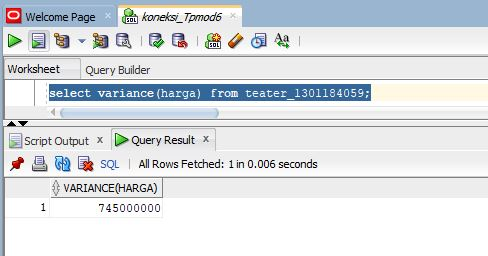 Welcome Page × koneksi_Tpmod6 ×
Worksheet Query Builder
select variance(harga) from teater_1301184059;
Script Output × Query Result ×
SQL | All Rows Fetched: 1 in 0.006 seconds
VARIANCE(HARGA)
1 745000000